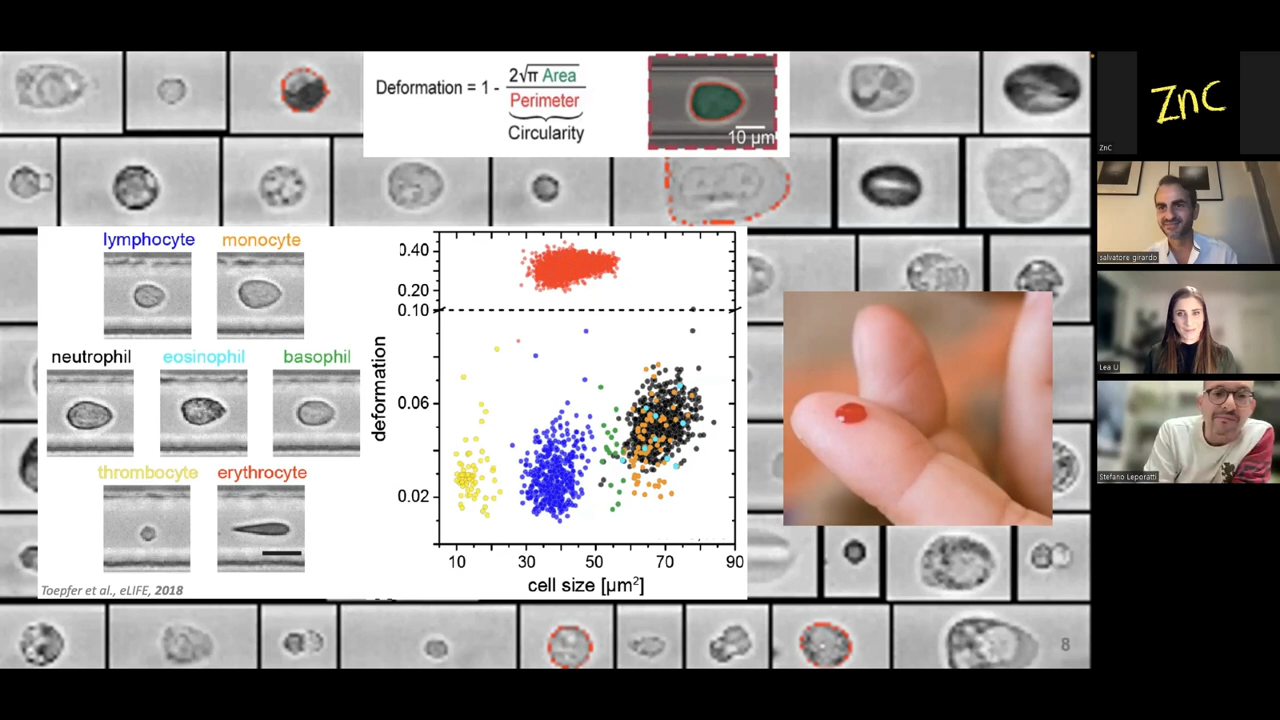 Deformation = 1 - 2√π Area
Perimeter
Circularity
10 µm
lymphocyte
monocyte
neutrophil
eosinophil
basophil
thrombocyte
erythrocyte
Toepfer et al., eLIFE, 2018
deformation
0.40
0.20
0.10
0.06
0.02
10 30 50 70 90
cell size [µm²]
8
ZnC
ZnC
salvatore girardo
Lea U
Stefano Leporatti